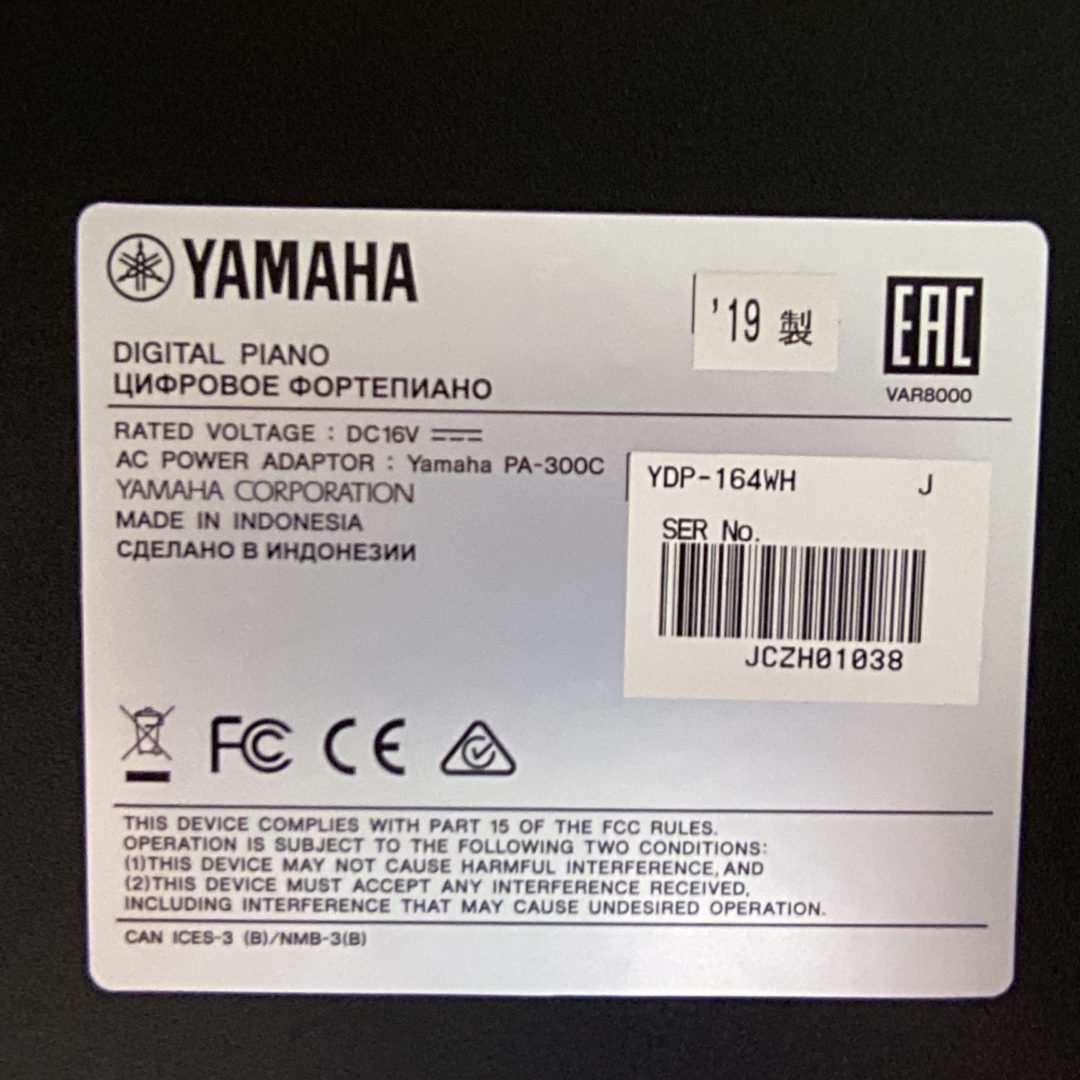 YAMAHA
'19 製
EAC
VAR8000
DIGITAL PIANO
ЦИФРОВОЕ ФОРТЕПИАНО
RATED VOLTAGE : DC16V
AC POWER ADAPTOR : Yamaha PA-300C
YAMAHA CORPORATION
MADE IN INDONESIA
СДЕЛАНО В ИНДОНЕЗИИ
YDP-164WH J
SER No.
JCZH01038
FC CE
THIS DEVICE COMPLIES WITH PART 15 OF THE FCC RULES.
OPERATION IS SUBJECT TO THE FOLLOWING TWO CONDITIONS:
(1)THIS DEVICE MAY NOT CAUSE HARMFUL INTERFERENCE, AND
(2)THIS DEVICE MUST ACCEPT ANY INTERFERENCE RECEIVED,
INCLUDING INTERFERENCE THAT MAY CAUSE UNDESIRED OPERATION.
CAN ICES-3 (B)/NMB-3(B)